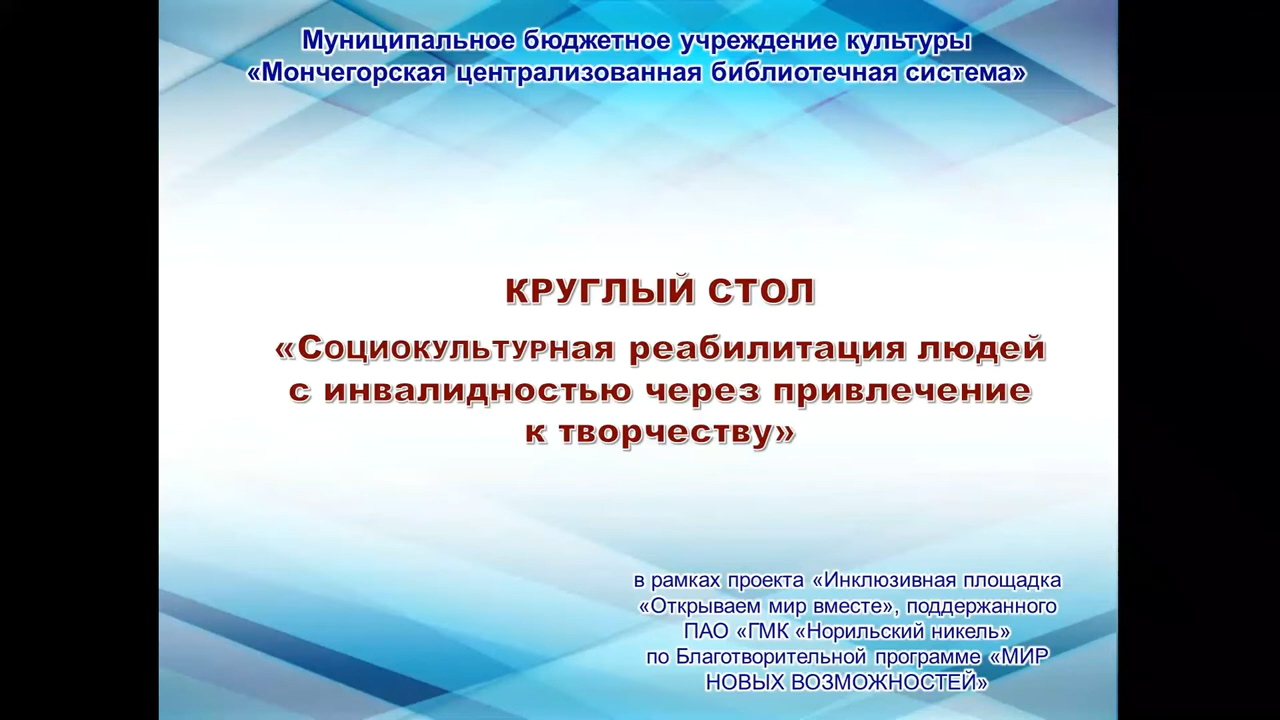 Муниципальное бюджетное учреждение культуры
«Мончегорская централизованная библиотечная система»
КРУГЛЫЙ СТОЛ
«СОЦИОКУЛЬТУРНая реабилитация людей
с инвалидностью через привлечение
к творчеству»
в рамках проекта «Инклюзивная площадка
«Открываем мир вместе», поддержанного
ПАО «ГМК «Норильский никель»
по Благотворительной программе «МИР
НОВЫХ ВОЗМОЖНОСТЕЙ»